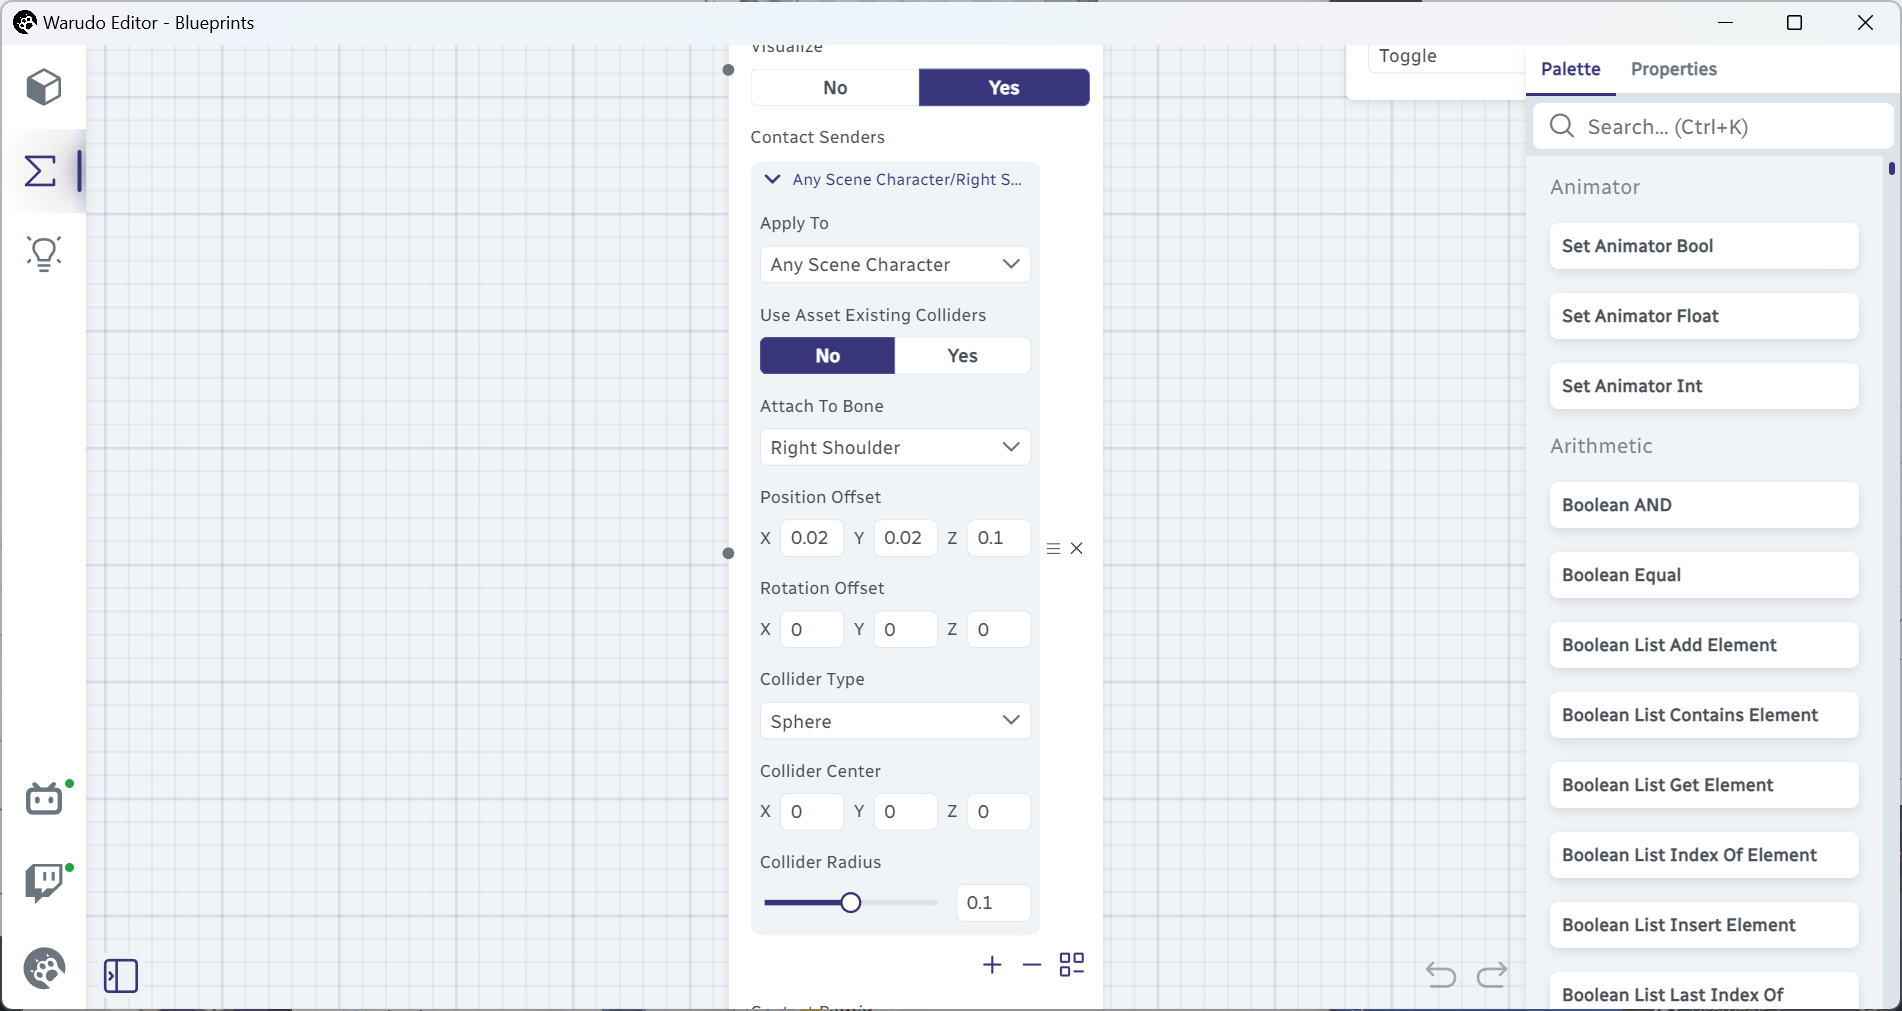 Warudo Editor - Blueprints
Visualize
No
Yes
Contact Senders
Any Scene Character/Right S...
Apply To
Any Scene Character
Use Asset Existing Colliders
No
Yes
Attach To Bone
Right Shoulder
Position Offset
X 0.02 Y 0.02 Z 0.1
Rotation Offset
X 0 Y 0 Z 0
Collider Type
Sphere
Collider Center
X 0 Y 0 Z 0
Collider Radius
0.1
Toggle
Palette
Properties
Search... (Ctrl+K)
Animator
Set Animator Bool
Set Animator Float
Set Animator Int
Arithmetic
Boolean AND
Boolean Equal
Boolean List Add Element
Boolean List Contains Element
Boolean List Get Element
Boolean List Index Of Element
Boolean List Insert Element
Boolean List Last Index Of